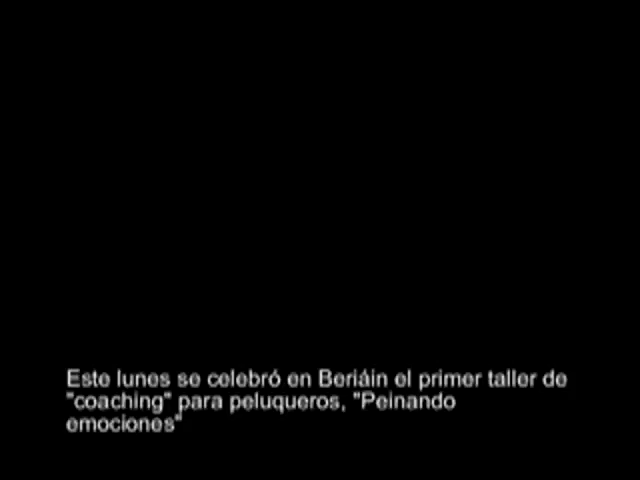 Este lunes se celebró en Beriáin el primer taller de
"coaching" para peluqueros, "Peinando
emociones"